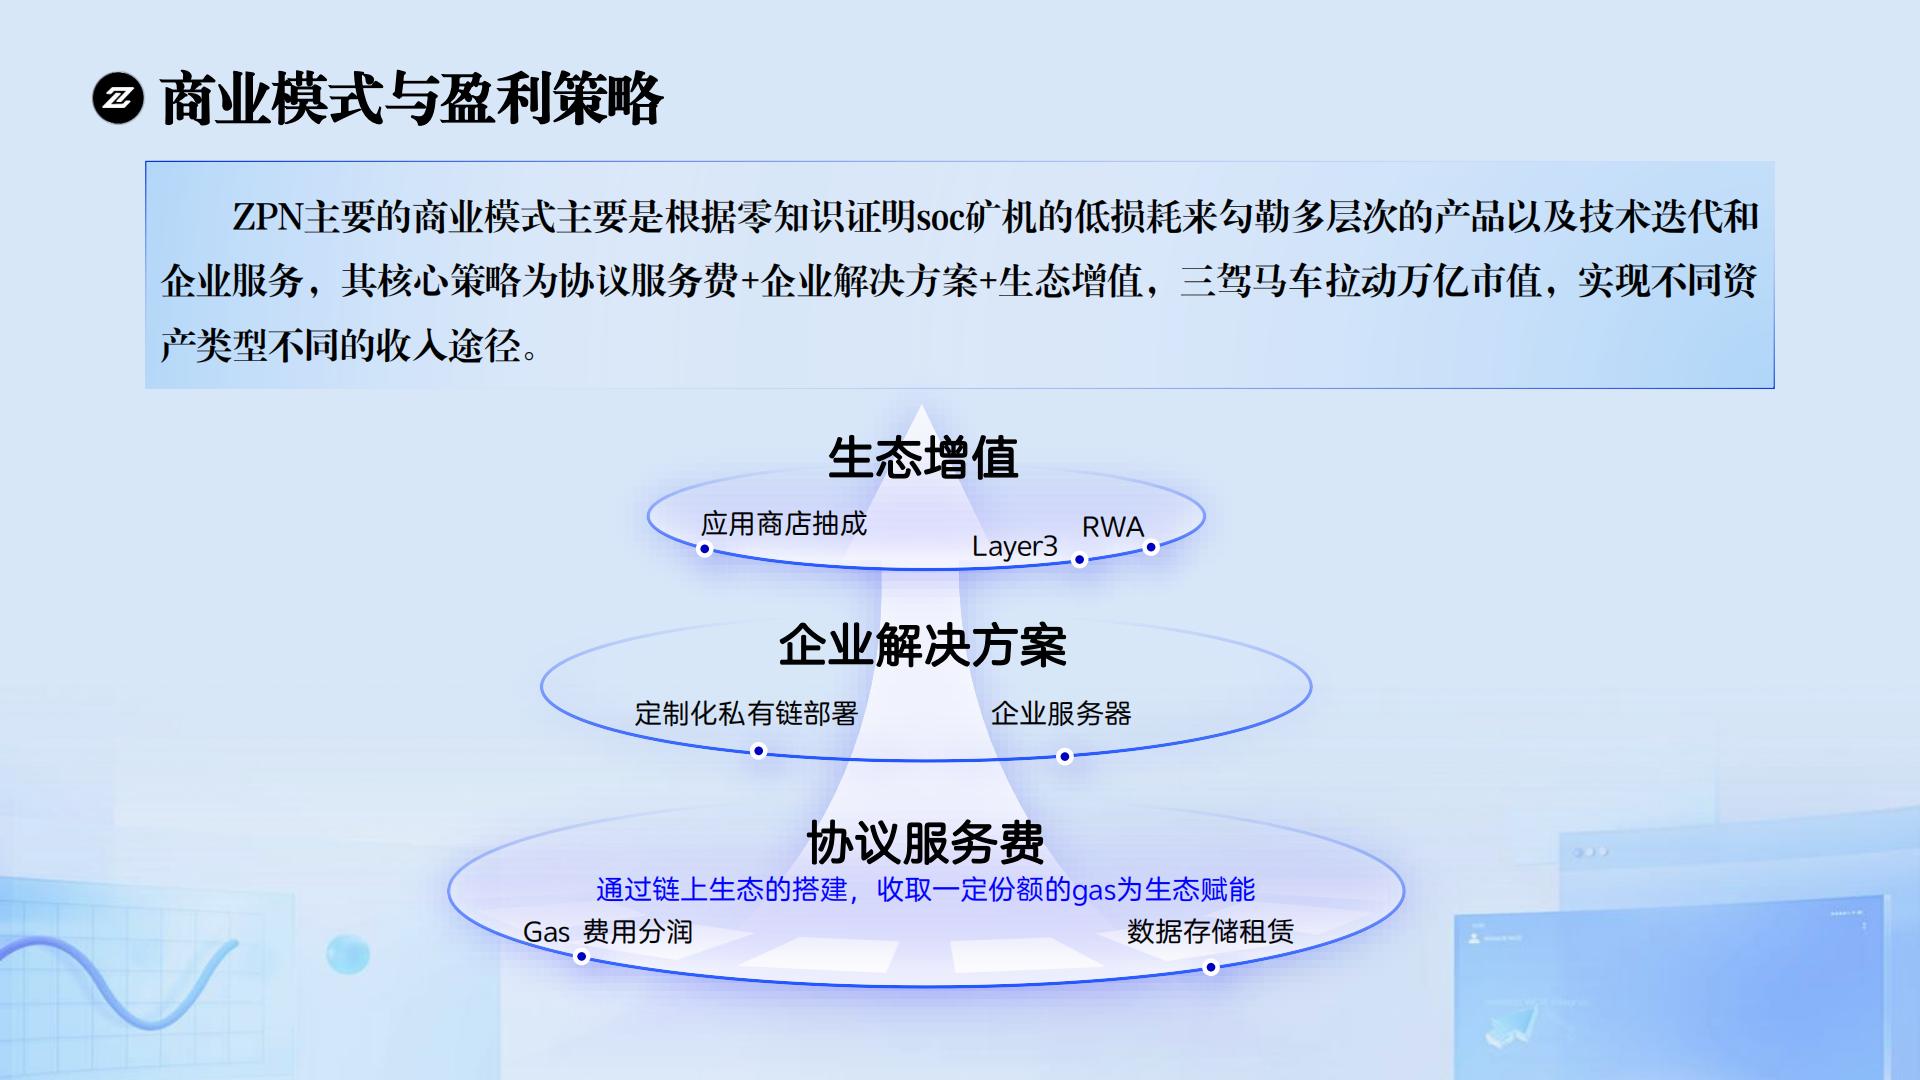 商业模式与盈利策略
ZPN主要的商业模式主要是根据零知识证明soc矿机的低损耗来勾勒多层次的产品以及技术迭代和
企业服务，其核心策略为协议服务费+企业解决方案+生态增值，三驾马车拉动万亿市值，实现不同资
产类型不同的收入途径。
生态增值
应用商店抽成
Layer3
RWA
企业解决方案
定制化私有链部署
企业服务器
协议服务费
通过链上生态的搭建，收取一定份额的gas为生态赋能
Gas 费用分润
数据存储租赁